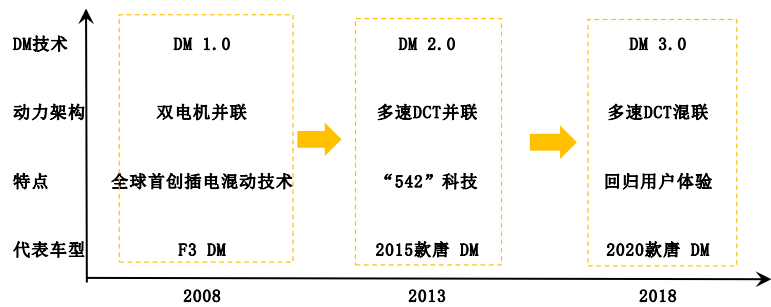 DM技术 DM 1.0 DM 2.0 DM 3.0
动力架构 双电机并联 多速DCT并联 多速DCT混联
特点 全球首创插电混动技术 “542”科技 回归用户体验
代表车型 F3 DM 2015款唐 DM 2020款唐 DM
2008 2013 2018